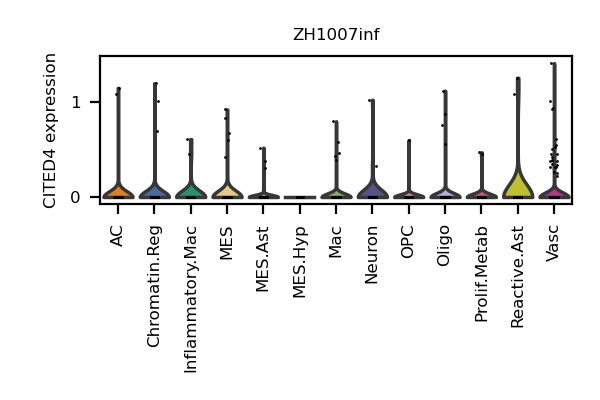 ZH1007inf
CITED4 expression
1
0
AC
Chromatin.Reg
Inflammatory.Mac
MES
MES.Ast
MES.Hyp
Mac
Neuron
OPC
Oligo
Prolif.Metab
Reactive.Ast
Vasc